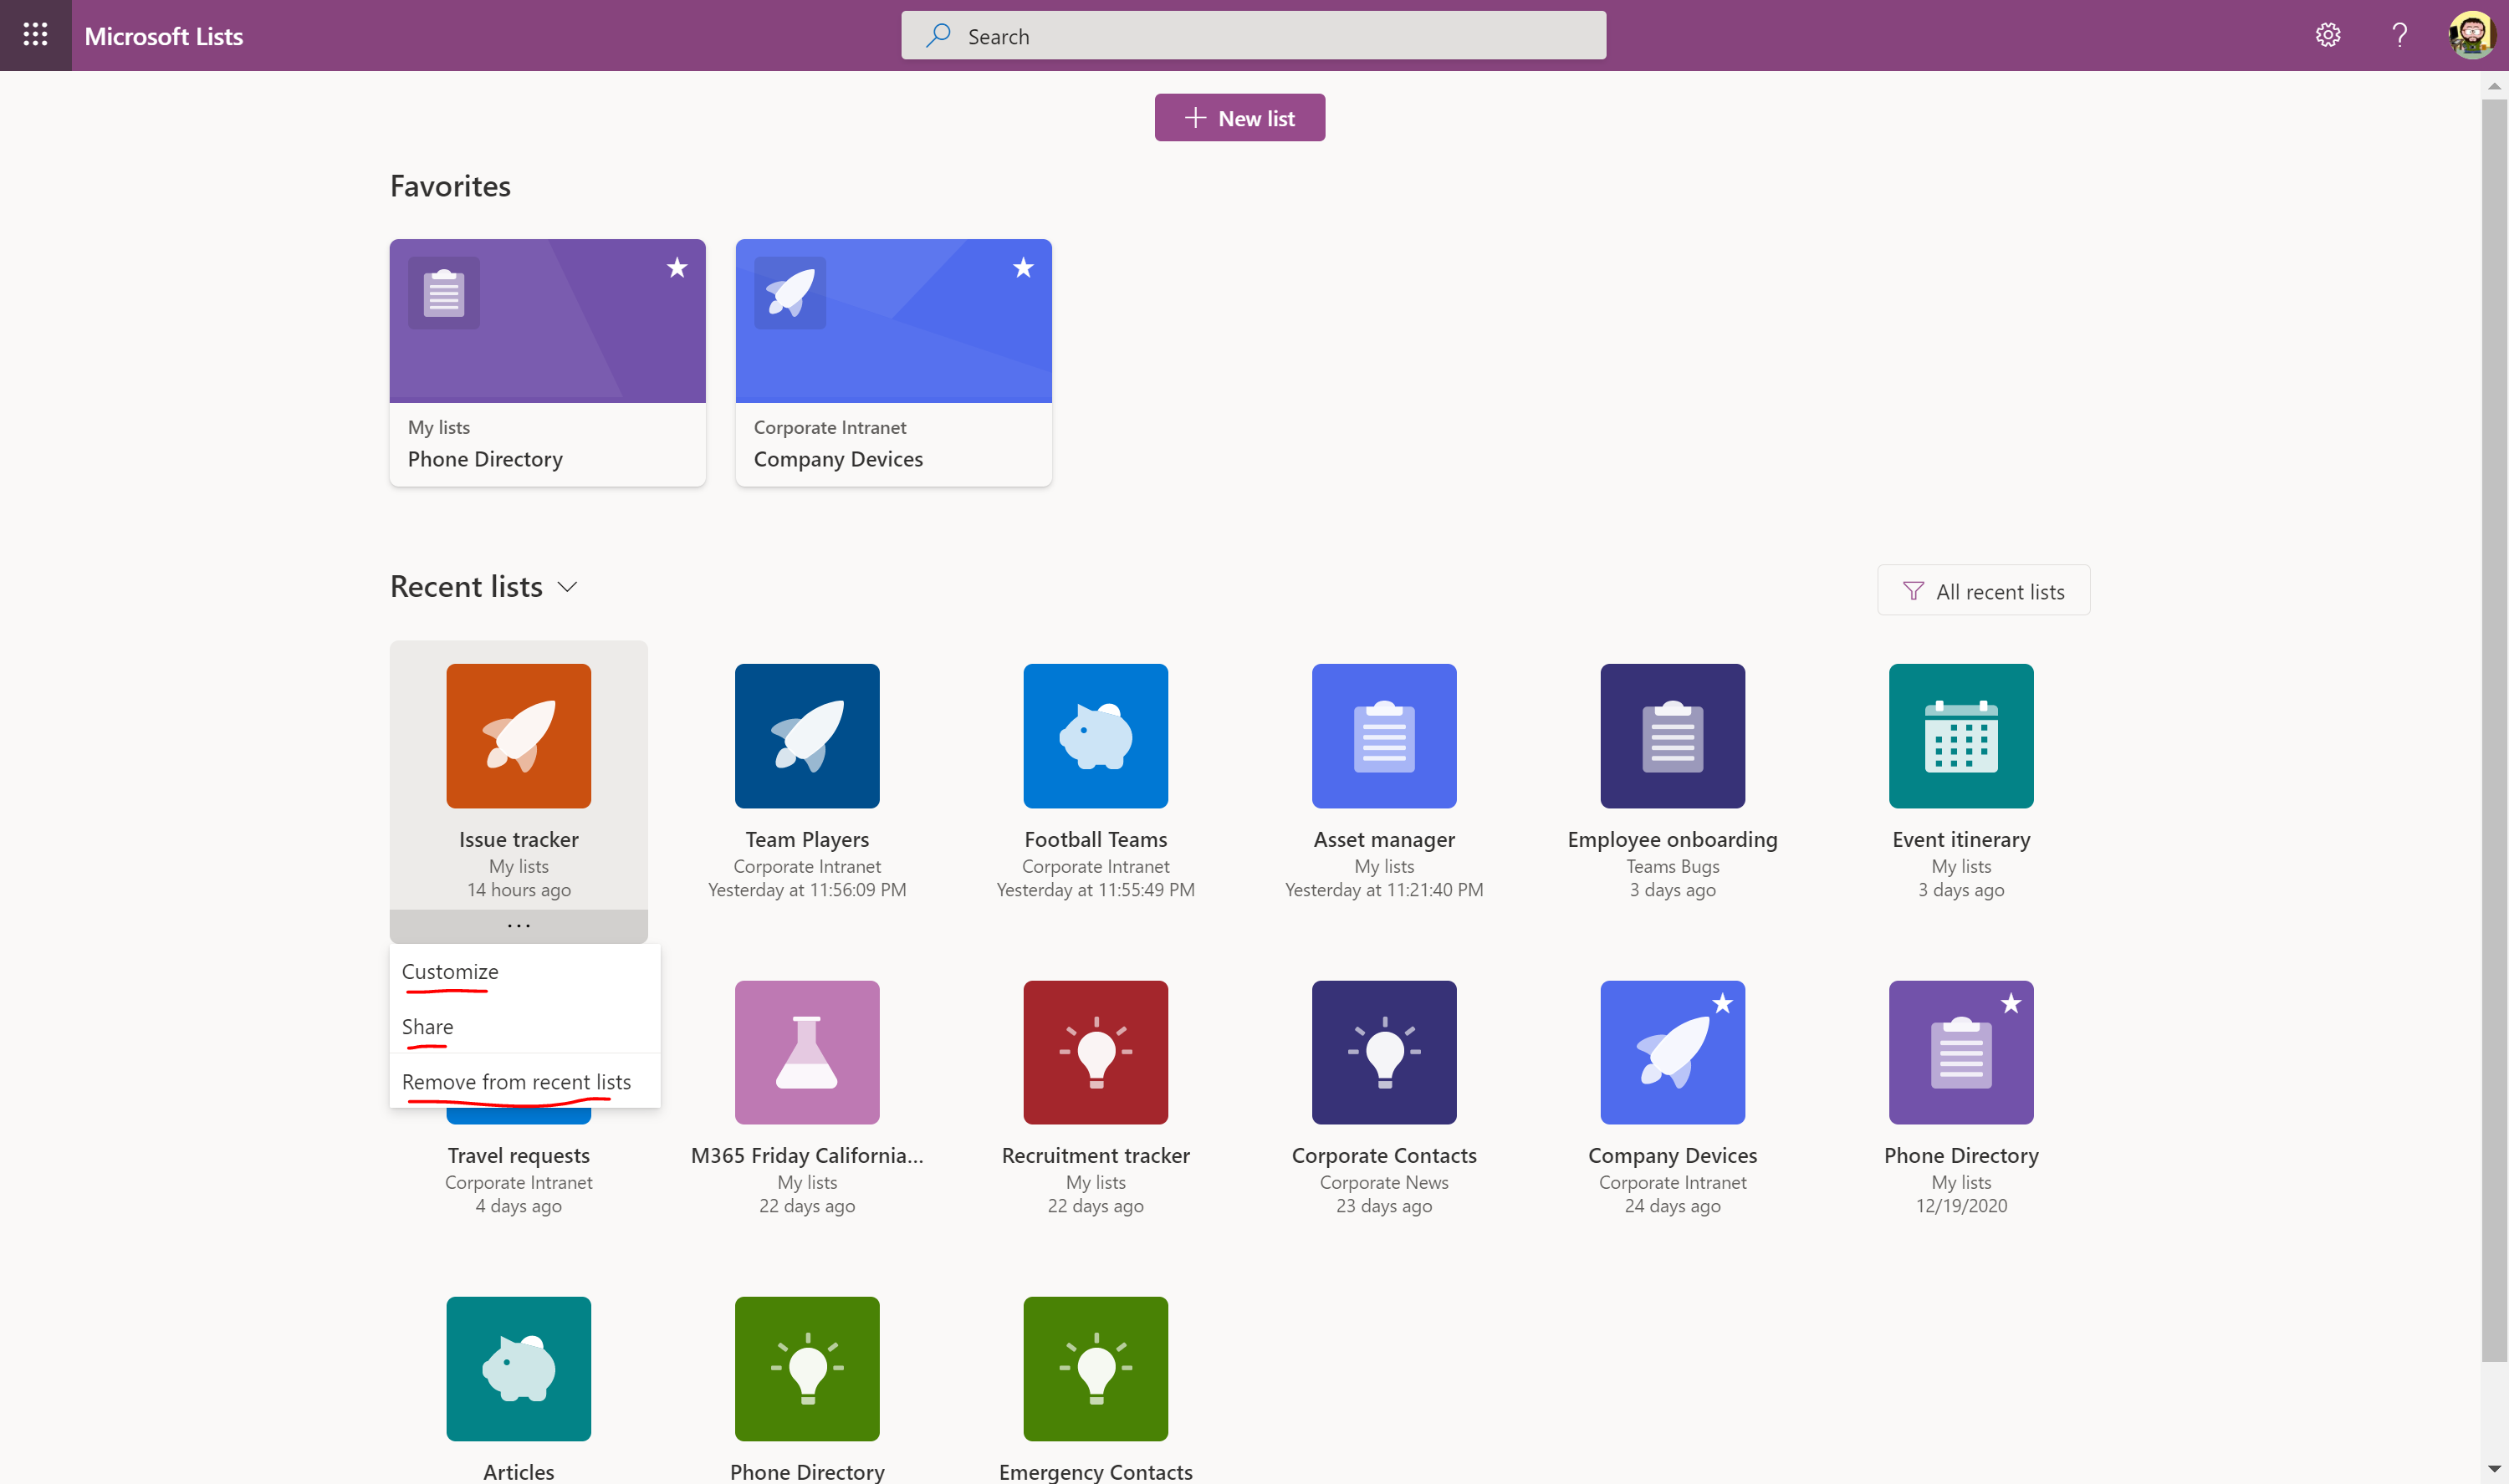 Microsoft Lists
Search
?
New list
Favorites
My lists
Phone Directory
Corporate Intranet
Company Devices
Recent lists
All recent lists
Issue tracker
My lists
14 hours ago
...
Customize
Share
Remove from recent lists
Team Players
Corporate Intranet
Yesterday at 11:56:09 PM
Football Teams
Corporate Intranet
Yesterday at 11:55:49 PM
Asset manager
My lists
Yesterday at 11:21:40 PM
Employee onboarding
Teams Bugs
3 days ago
Event itinerary
My lists
3 days ago
Travel requests
Corporate Intranet
4 days ago
M365 Friday California...
My lists
22 days ago
Recruitment tracker
My lists
22 days ago
Corporate Contacts
Corporate News
23 days ago
Company Devices
Corporate Intranet
24 days ago
Phone Directory
My lists
12/19/2020
Articles
Phone Directory
Emergency Contacts